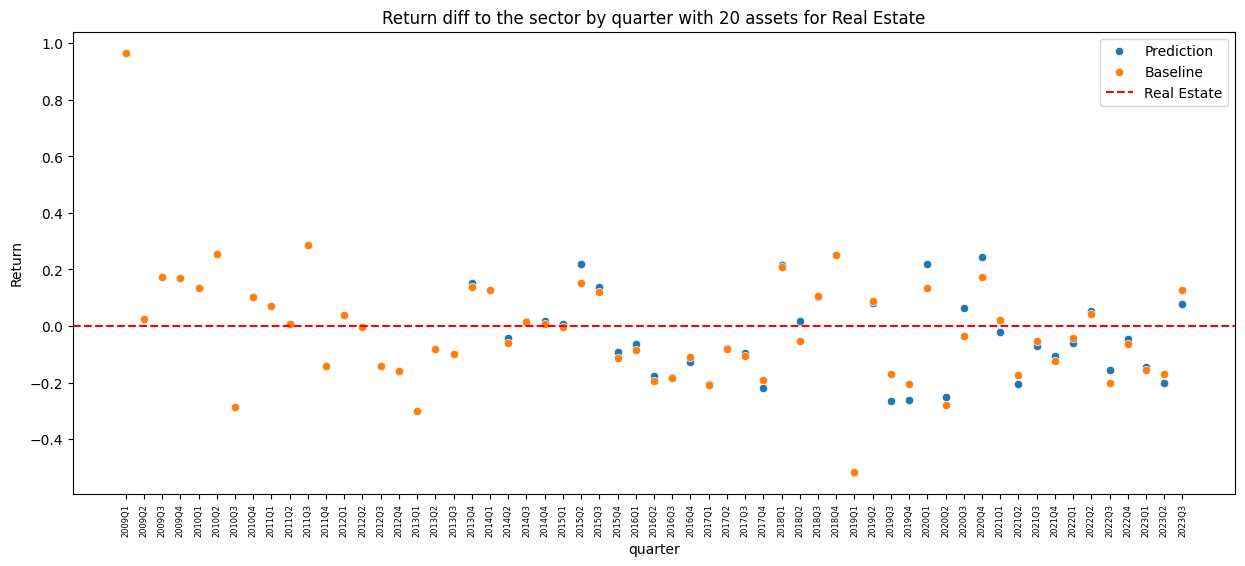 Return diff to the sector by quarter with 20 assets for Real Estate
Prediction
Baseline
Real Estate
Return
1.0
0.8
0.6
0.4
0.2
0.0
−0.2
−0.4
2009Q1
2009Q2
2009Q3
2009Q4
2010Q1
2010Q2
2010Q3
2010Q4
2011Q1
2011Q2
2011Q3
2011Q4
2012Q1
2012Q2
2012Q3
2012Q4
2013Q1
2013Q2
2013Q3
2013Q4
2014Q1
2014Q2
2014Q3
2014Q4
2015Q1
2015Q2
2015Q3
2015Q4
2016Q1
2016Q2
2016Q3
2016Q4
2017Q1
2017Q2
2017Q3
2017Q4
2018Q1
2018Q2
2018Q3
2018Q4
2019Q1
2019Q2
2019Q3
2019Q4
2020Q1
2020Q2
2020Q3
2020Q4
2021Q1
2021Q2
2021Q3
2021Q4
2022Q1
2022Q2
2022Q3
2022Q4
2023Q1
2023Q2
2023Q3
quarter